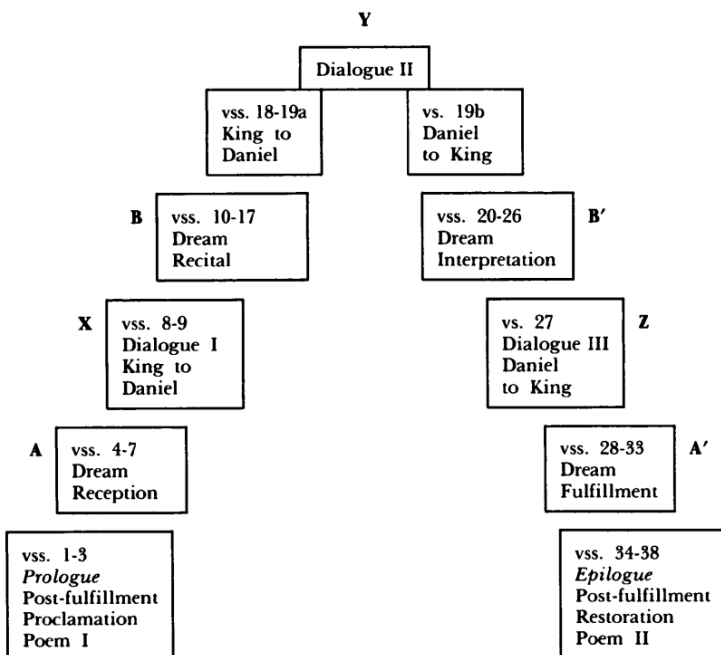 Y
Dialogue II
vss. 18-19a
King to
Daniel
vs. 19b
Daniel
to King
B
vss. 10-17
Dream
Recital
vss. 20-26
Dream
Interpretation
B′
X
vss. 8-9
Dialogue I
King to
Daniel
vs. 27
Dialogue III
Daniel
to King
Z
A
vss. 4-7
Dream
Reception
vss. 28-33
Dream
Fulfillment
A′
vss. 1-3
Prologue
Post-fulfillment
Proclamation
Poem I
vss. 34-38
Epilogue
Post-fulfillment
Restoration
Poem II